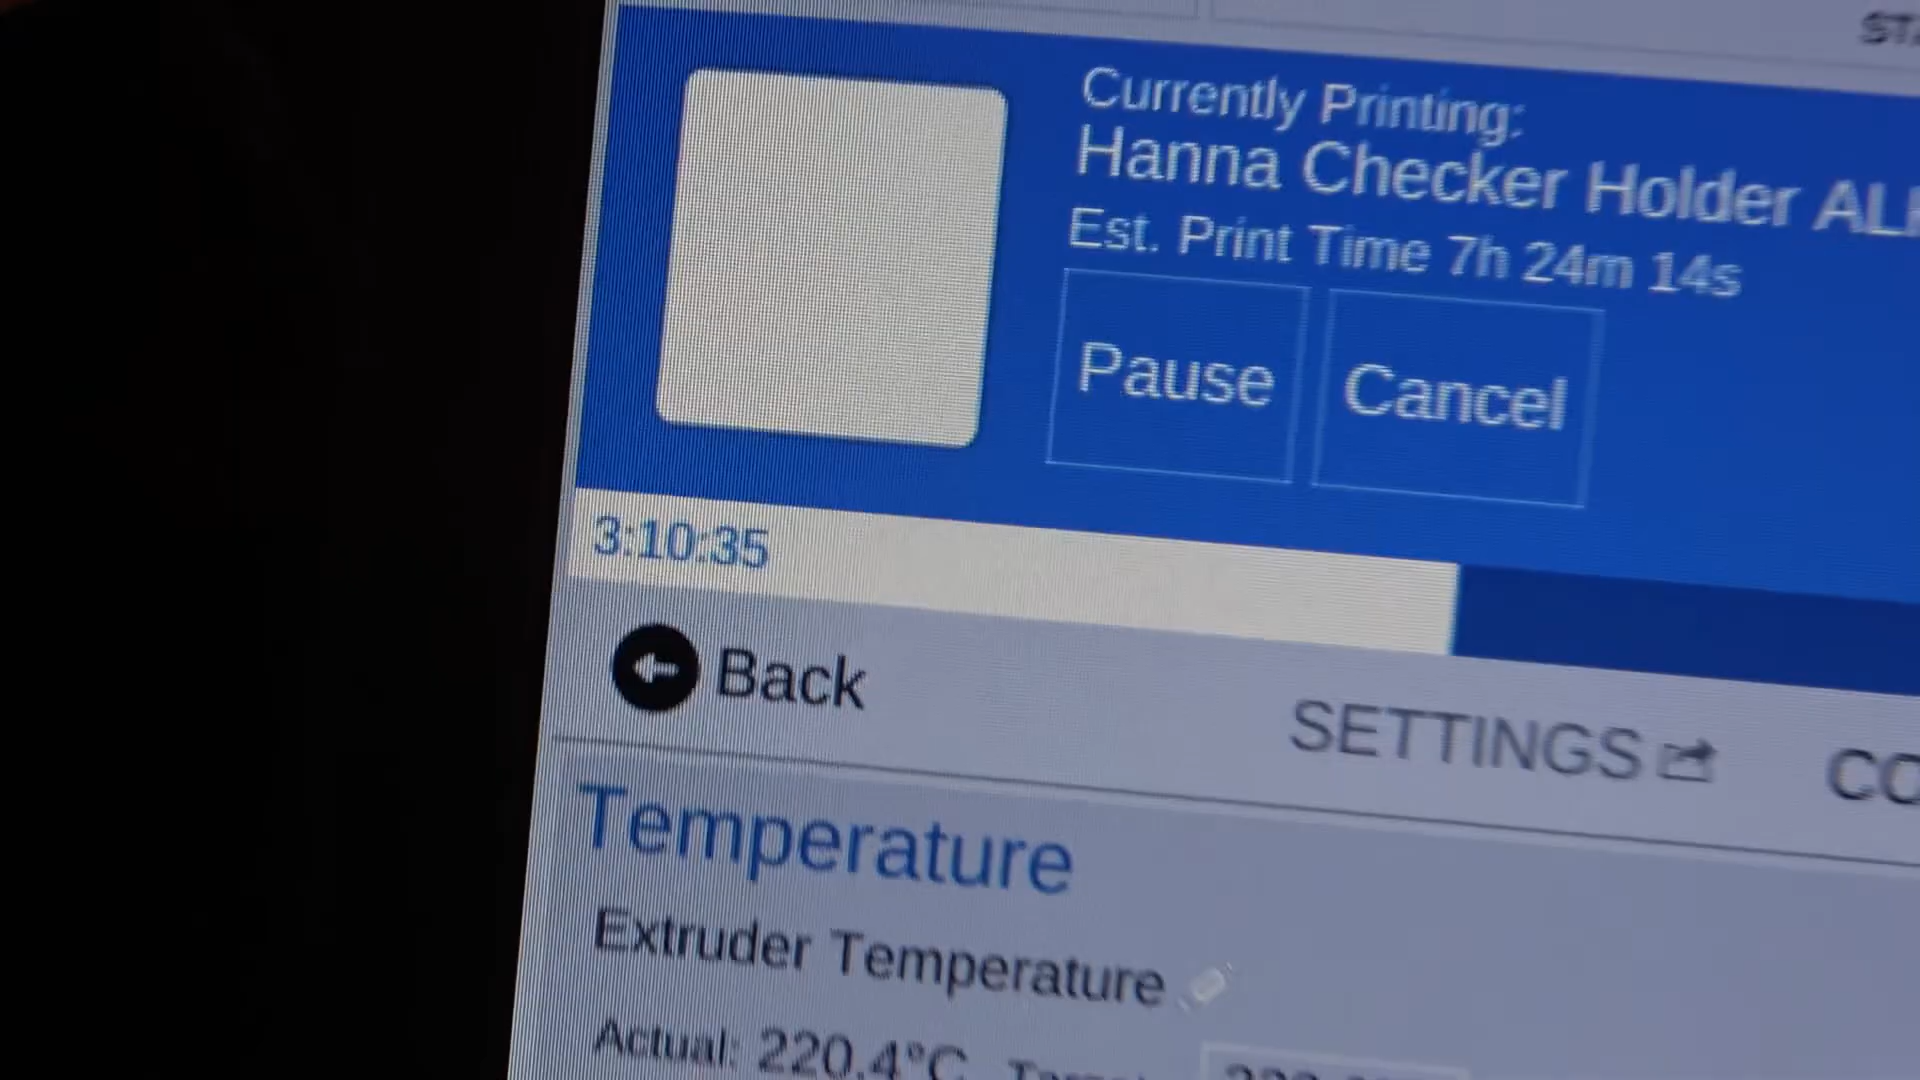 Currently Printing:
Hanna Checker Holder
Est. Print Time 7h 24m 14s
Pause Cancel
3:10:35
Back
SETTINGS
Temperature
Extruder Temperature
Actual: 220.4°C